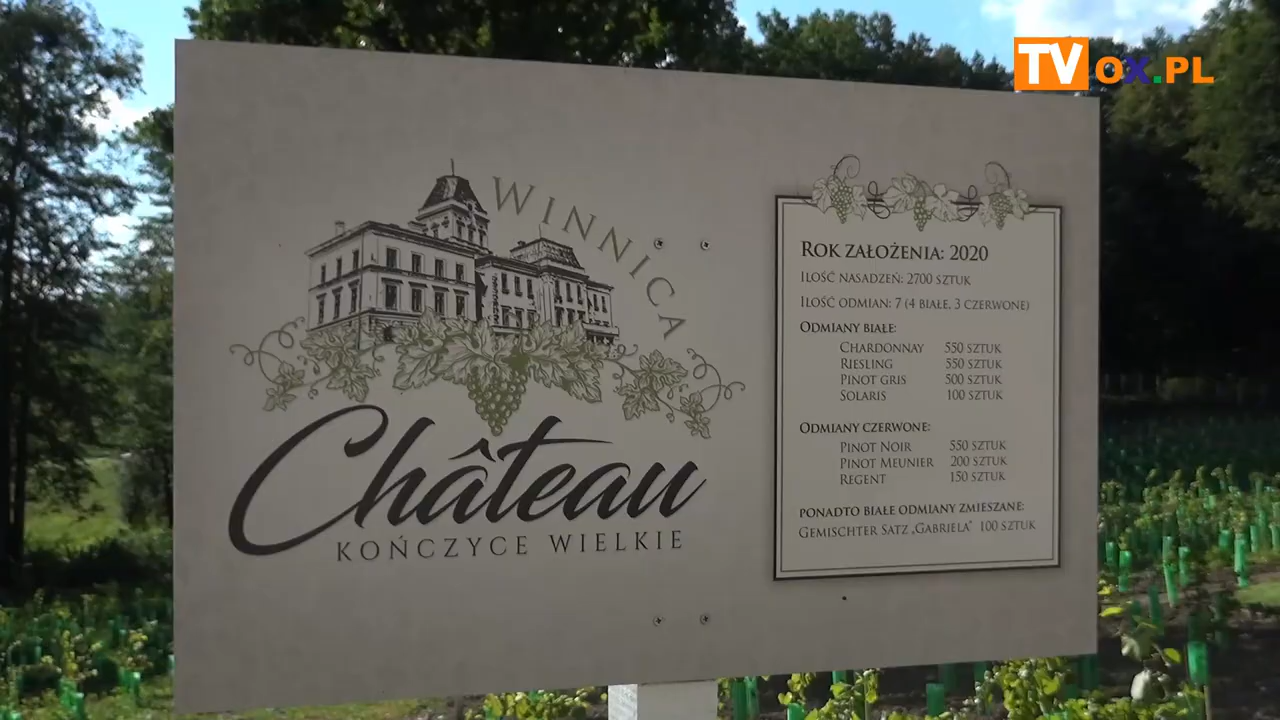 TVOX.PL
WINNICA
Château
KOŃCZYCE WIELKIE
ROK ZAŁOŻENIA: 2020
ILOŚĆ NASADZEŃ: 2700 SZTUK
ILOŚĆ ODMIAN: 7 (4 BIAŁE, 3 CZERWONE)
ODMIANY BIAŁE:
CHARDONNAY 550 SZTUK
RIESLING 550 SZTUK
PINOT GRIS 500 SZTUK
SOLARIS 100 SZTUK
ODMIANY CZERWONE:
PINOT NOIR 550 SZTUK
PINOT MEUNIER 200 SZTUK
REGENT 150 SZTUK
PONADTO BIAŁE ODMIANY ZMIESZANE:
GEMISCHTER SATZ „GABRIELA" 100 SZTUK